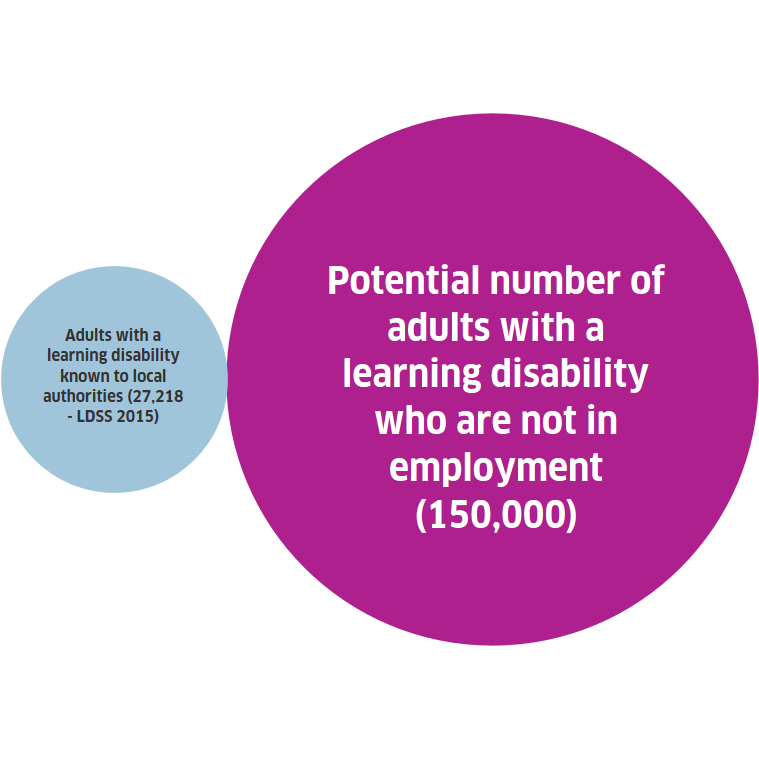 Adults with a
learning disability
known to local
authorities (27,218
- LDSS 2015)
Potential number of
adults with a
learning disability
who are not in
employment
(150,000)